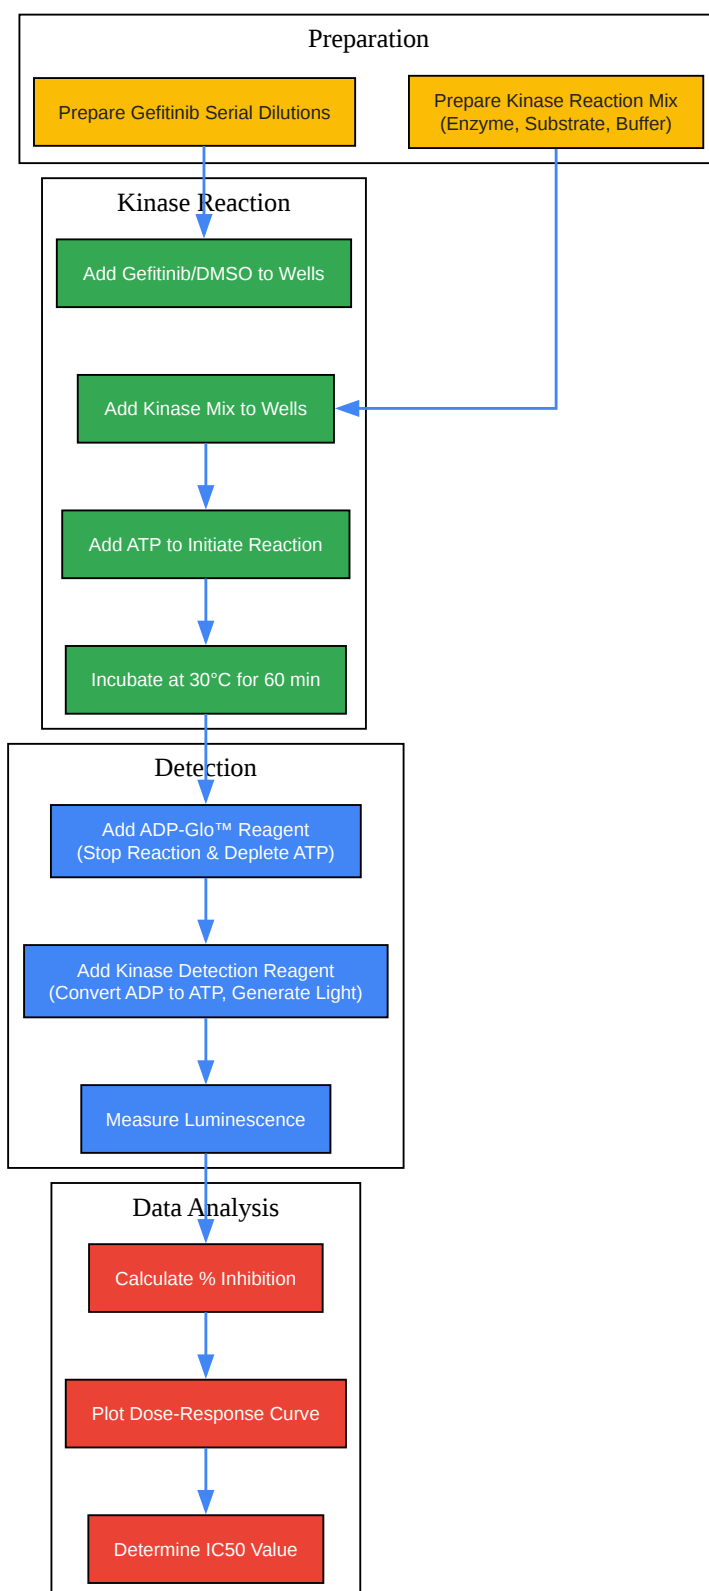 Preparation
Prepare Gefitinib Serial Dilutions
Prepare Kinase Reaction Mix
(Enzyme, Substrate, Buffer)
Kinase Reaction
Add Gefitinib/DMSO to Wells
Add Kinase Mix to Wells
Add ATP to Initiate Reaction
Incubate at 30°C for 60 min
Detection
Add ADP-Glo™ Reagent
(Stop Reaction & Deplete ATP)
Add Kinase Detection Reagent
(Convert ADP to ATP, Generate Light)
Measure Luminescence
Data Analysis
Calculate % Inhibition
Plot Dose-Response Curve
Determine IC50 Value